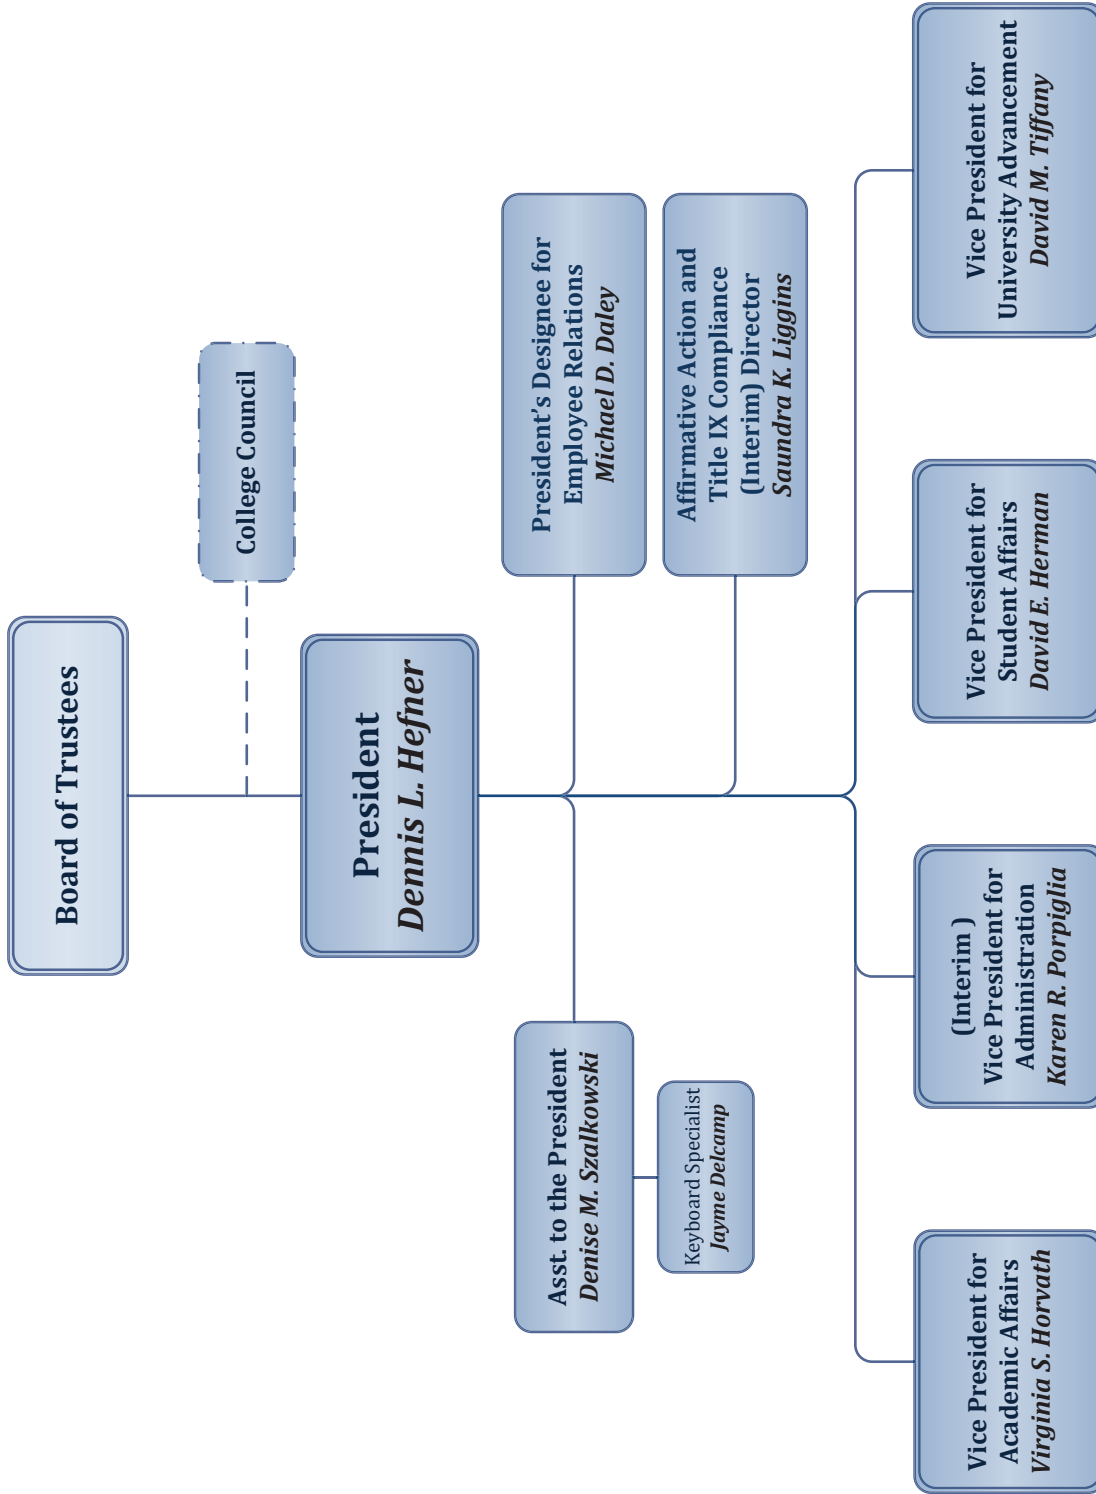 Board of Trustees
College Council
President
Dennis L. Hefner
Asst. to the President
Denise M. Szalkowski
Keyboard Specialist
Jayme Delcamp
President's Designee for
Employee Relations
Michael D. Daley
Affirmative Action and
Title IX Compliance
(Interim) Director
Saundra K. Liggins
Vice President for
Academic Affairs
Virginia S. Horvath
(Interim )
Vice President for
Administration
Karen R. Porpiglia
Vice President for
Student Affairs
David E. Herman
Vice President for
University Advancement
David M. Tiffany